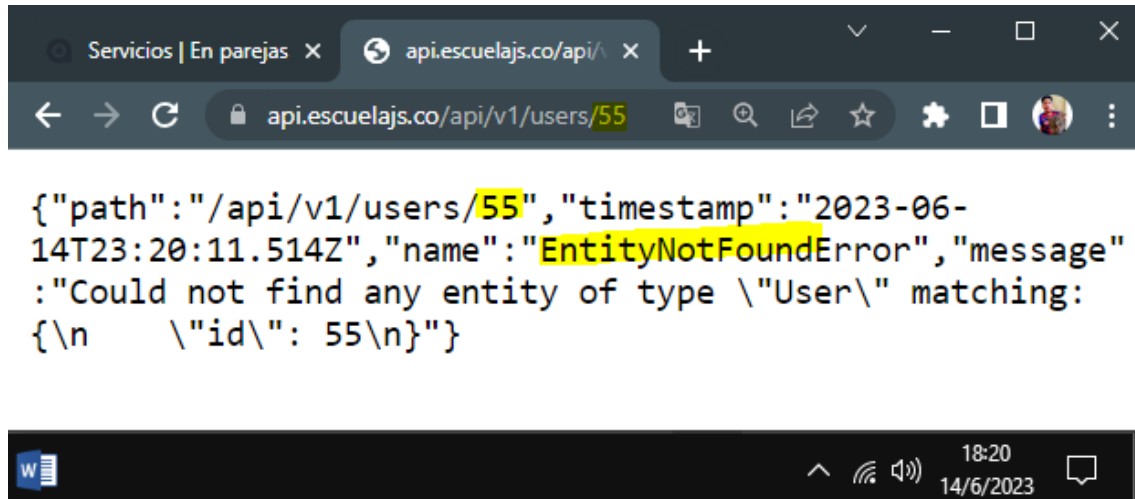 Servicios | En parejas
api.escuelajs.co/api/
api.escuelajs.co/api/v1/users/55
{"path":"/api/v1/users/55","timestamp":"2023-06-
14T23:20:11.514Z","name":"EntityNotFoundError","message"
:"Could not find any entity of type \"User\" matching:
{\n    \"id\": 55\n}"}
W
18:20
14/6/2023